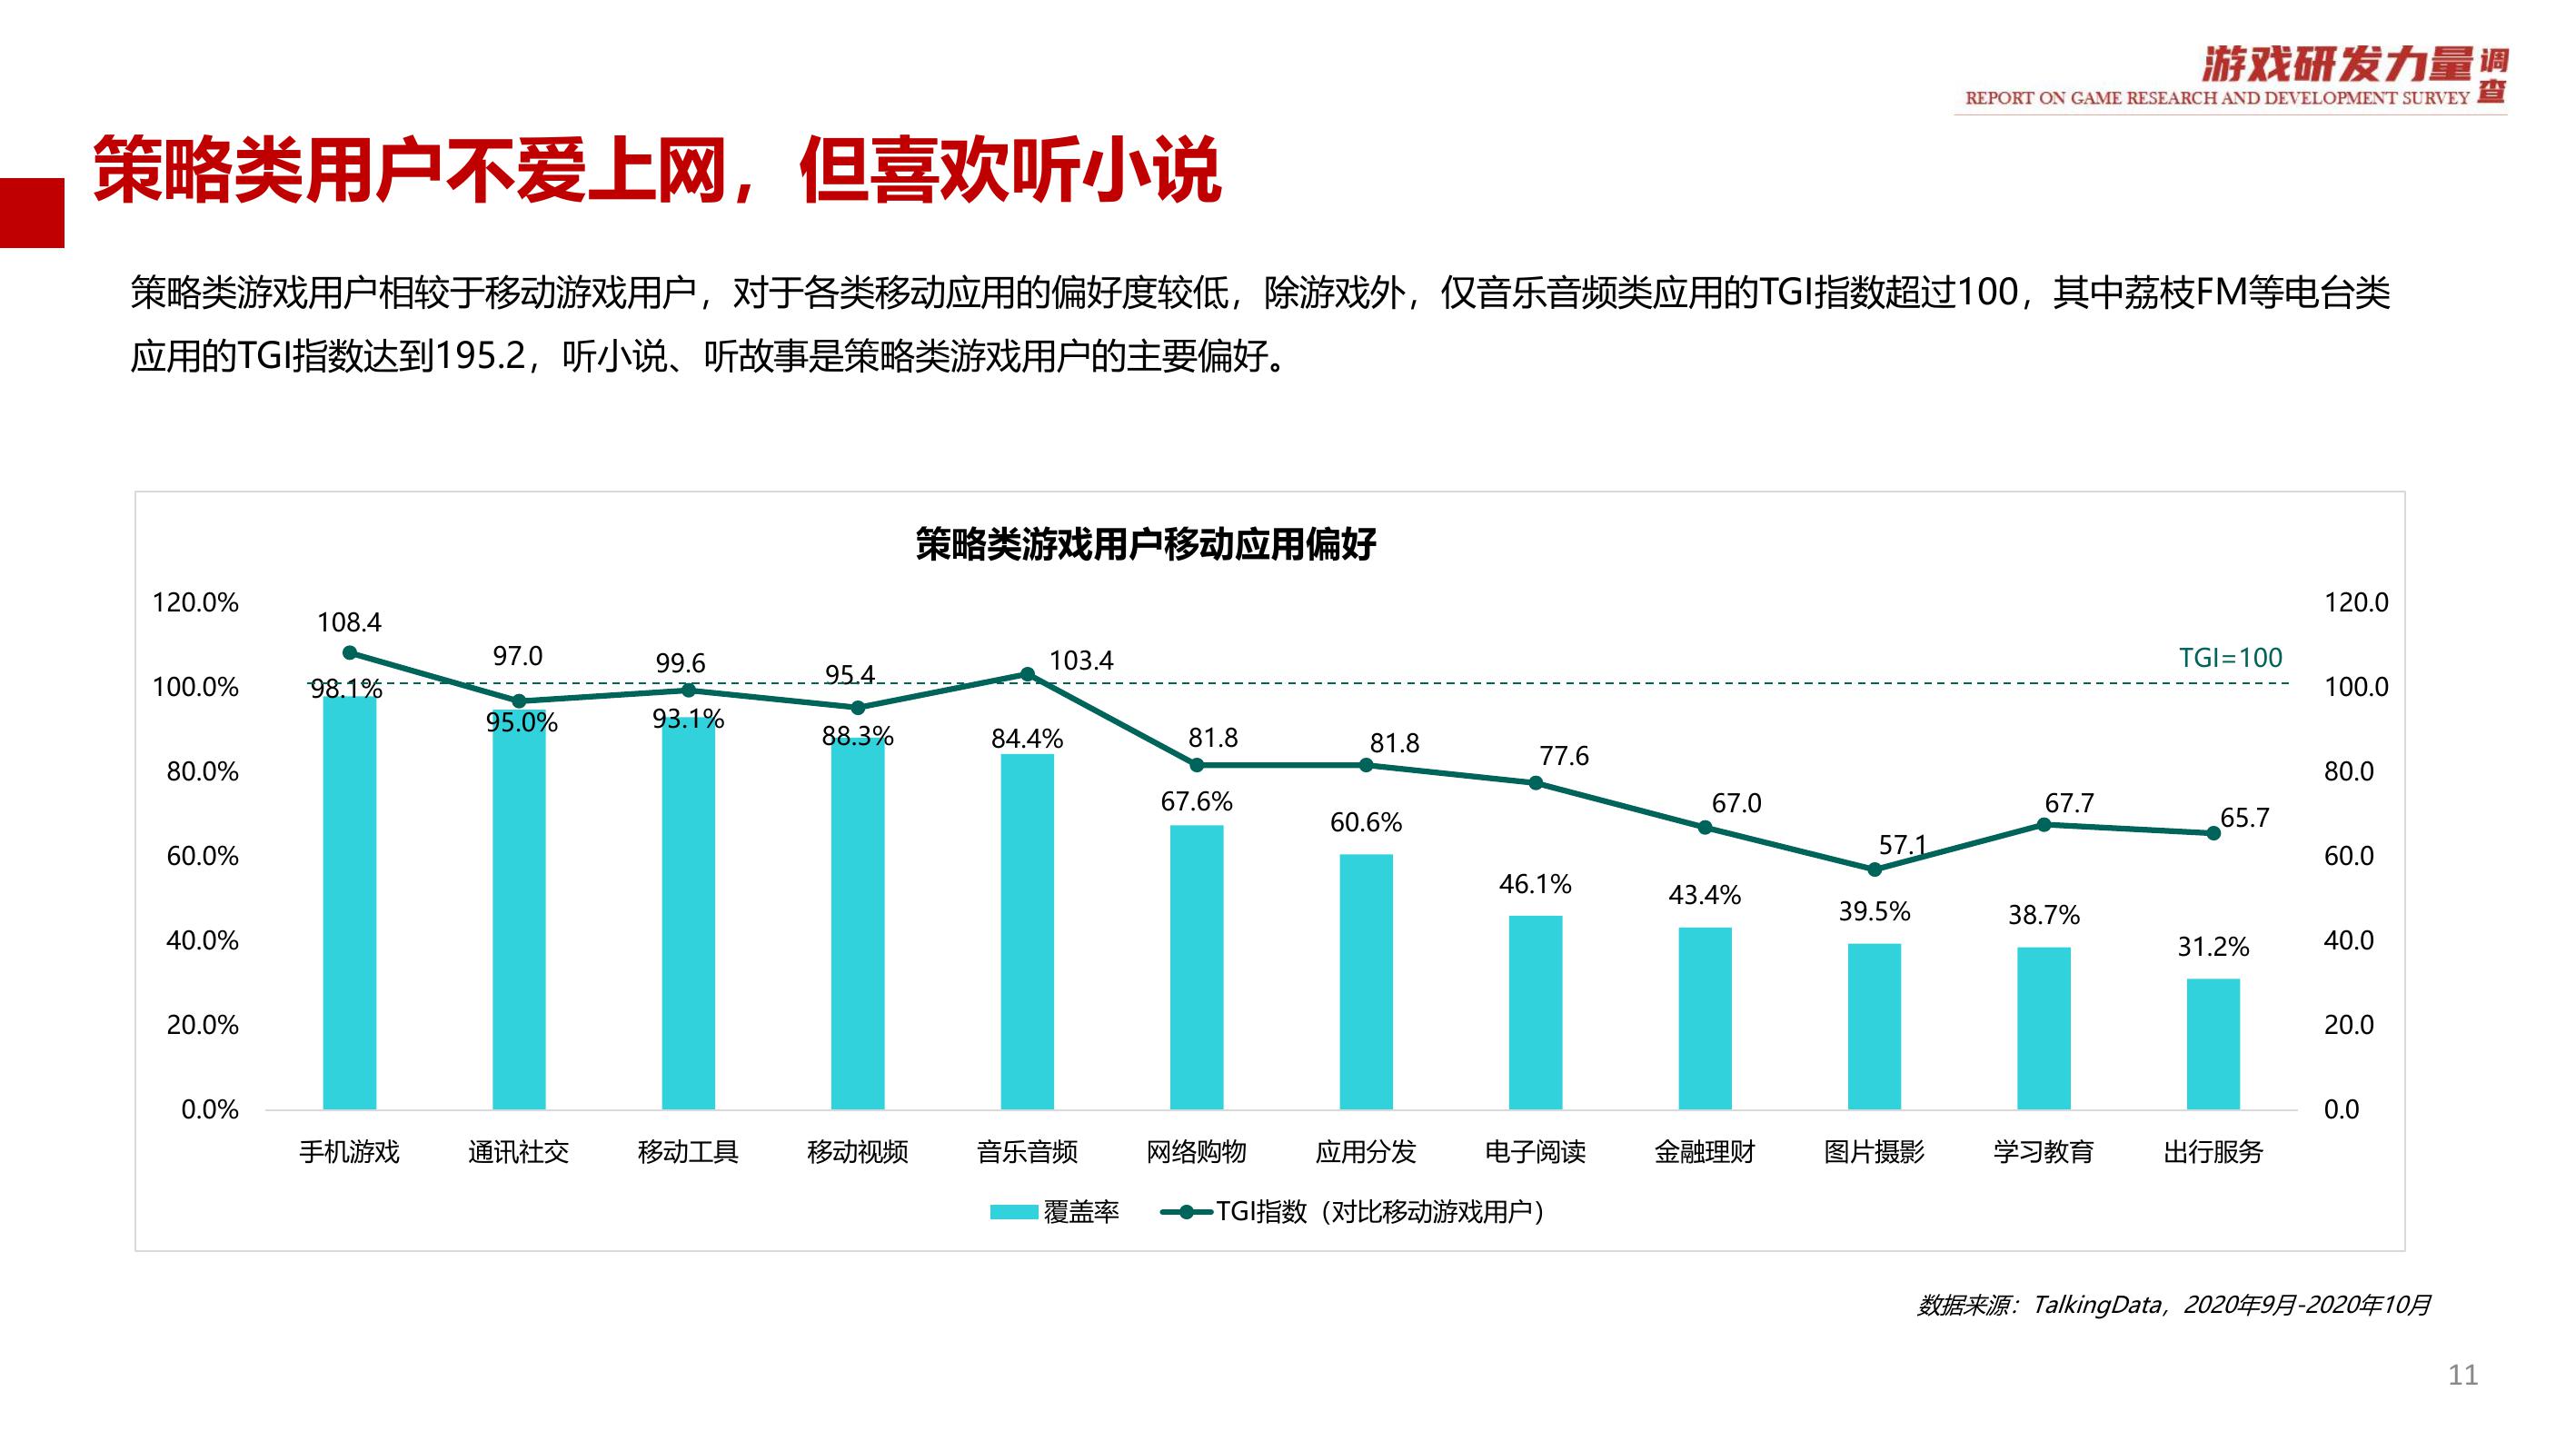 游戏研发力量调查
REPORT ON GAME RESEARCH AND DEVELOPMENT SURVEY
策略类用户不爱上网，但喜欢听小说
策略类游戏用户相较于移动游戏用户，对于各类移动应用的偏好度较低，除游戏外，仅音乐音频类应用的TGI指数超过100，其中荔枝FM等电台类
应用的TGI指数达到195.2，听小说、听故事是策略类游戏用户的主要偏好。
策略类游戏用户移动应用偏好
120.0%
100.0%
80.0%
60.0%
40.0%
20.0%
0.0%
108.4
97.0
99.6
95.4
103.4
81.8
81.8
77.6
67.0
57.1
67.7
65.7
98.1%
95.0%
93.1%
88.3%
84.4%
67.6%
60.6%
46.1%
43.4%
39.5%
38.7%
31.2%
TGI=100
120.0
100.0
80.0
60.0
40.0
20.0
0.0
手机游戏
通讯社交
移动工具
移动视频
音乐音频
网络购物
应用分发
电子阅读
金融理财
图片摄影
学习教育
出行服务
覆盖率
TGI指数（对比移动游戏用户）
数据来源：TalkingData，2020年9月-2020年10月
11